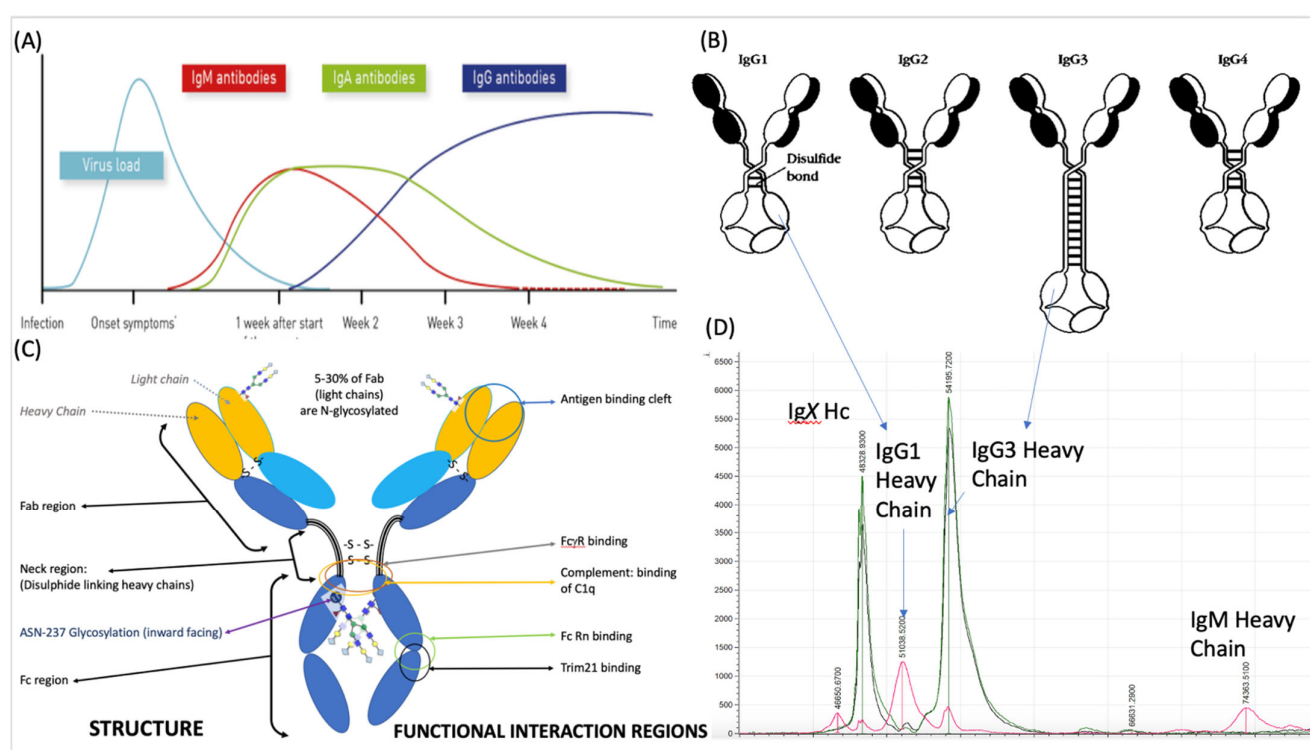 (A)
IgM antibodies
IgA antibodies
IgG antibodies
Virus load
Infection
Onset symptoms'
1 week after start
Week 2
Week 3
Week 4
Time
(B)
IgG1
IgG2
IgG3
IgG4
Disulfide
bond
(C)
Light chain
Heavy Chain
5-30% of Fab
(light chains)
are N-glycosylated
Antigen binding cleft
-S-S-
-S-S-
Fab region
Neck region:
(Disulphide linking heavy chains)
-S-S-
-S-S-
FcγR binding
Complement: binding
of C1q
ASN-237 Glycosylation (inward facing)
Fc Rn binding
Trim21 binding
Fc region
STRUCTURE
FUNCTIONAL INTERACTION REGIONS
(D)
6500
6000
5500
5000
4500
4000
3500
3000
2500
2000
1500
1000
500
0
IgX Hc
IgG1
Heavy
Chain
IgG3 Heavy
Chain
IgM Heavy
Chain
46650.6700
48328.9300
51038.5200
54195.7200
66631.2900
74363.5100